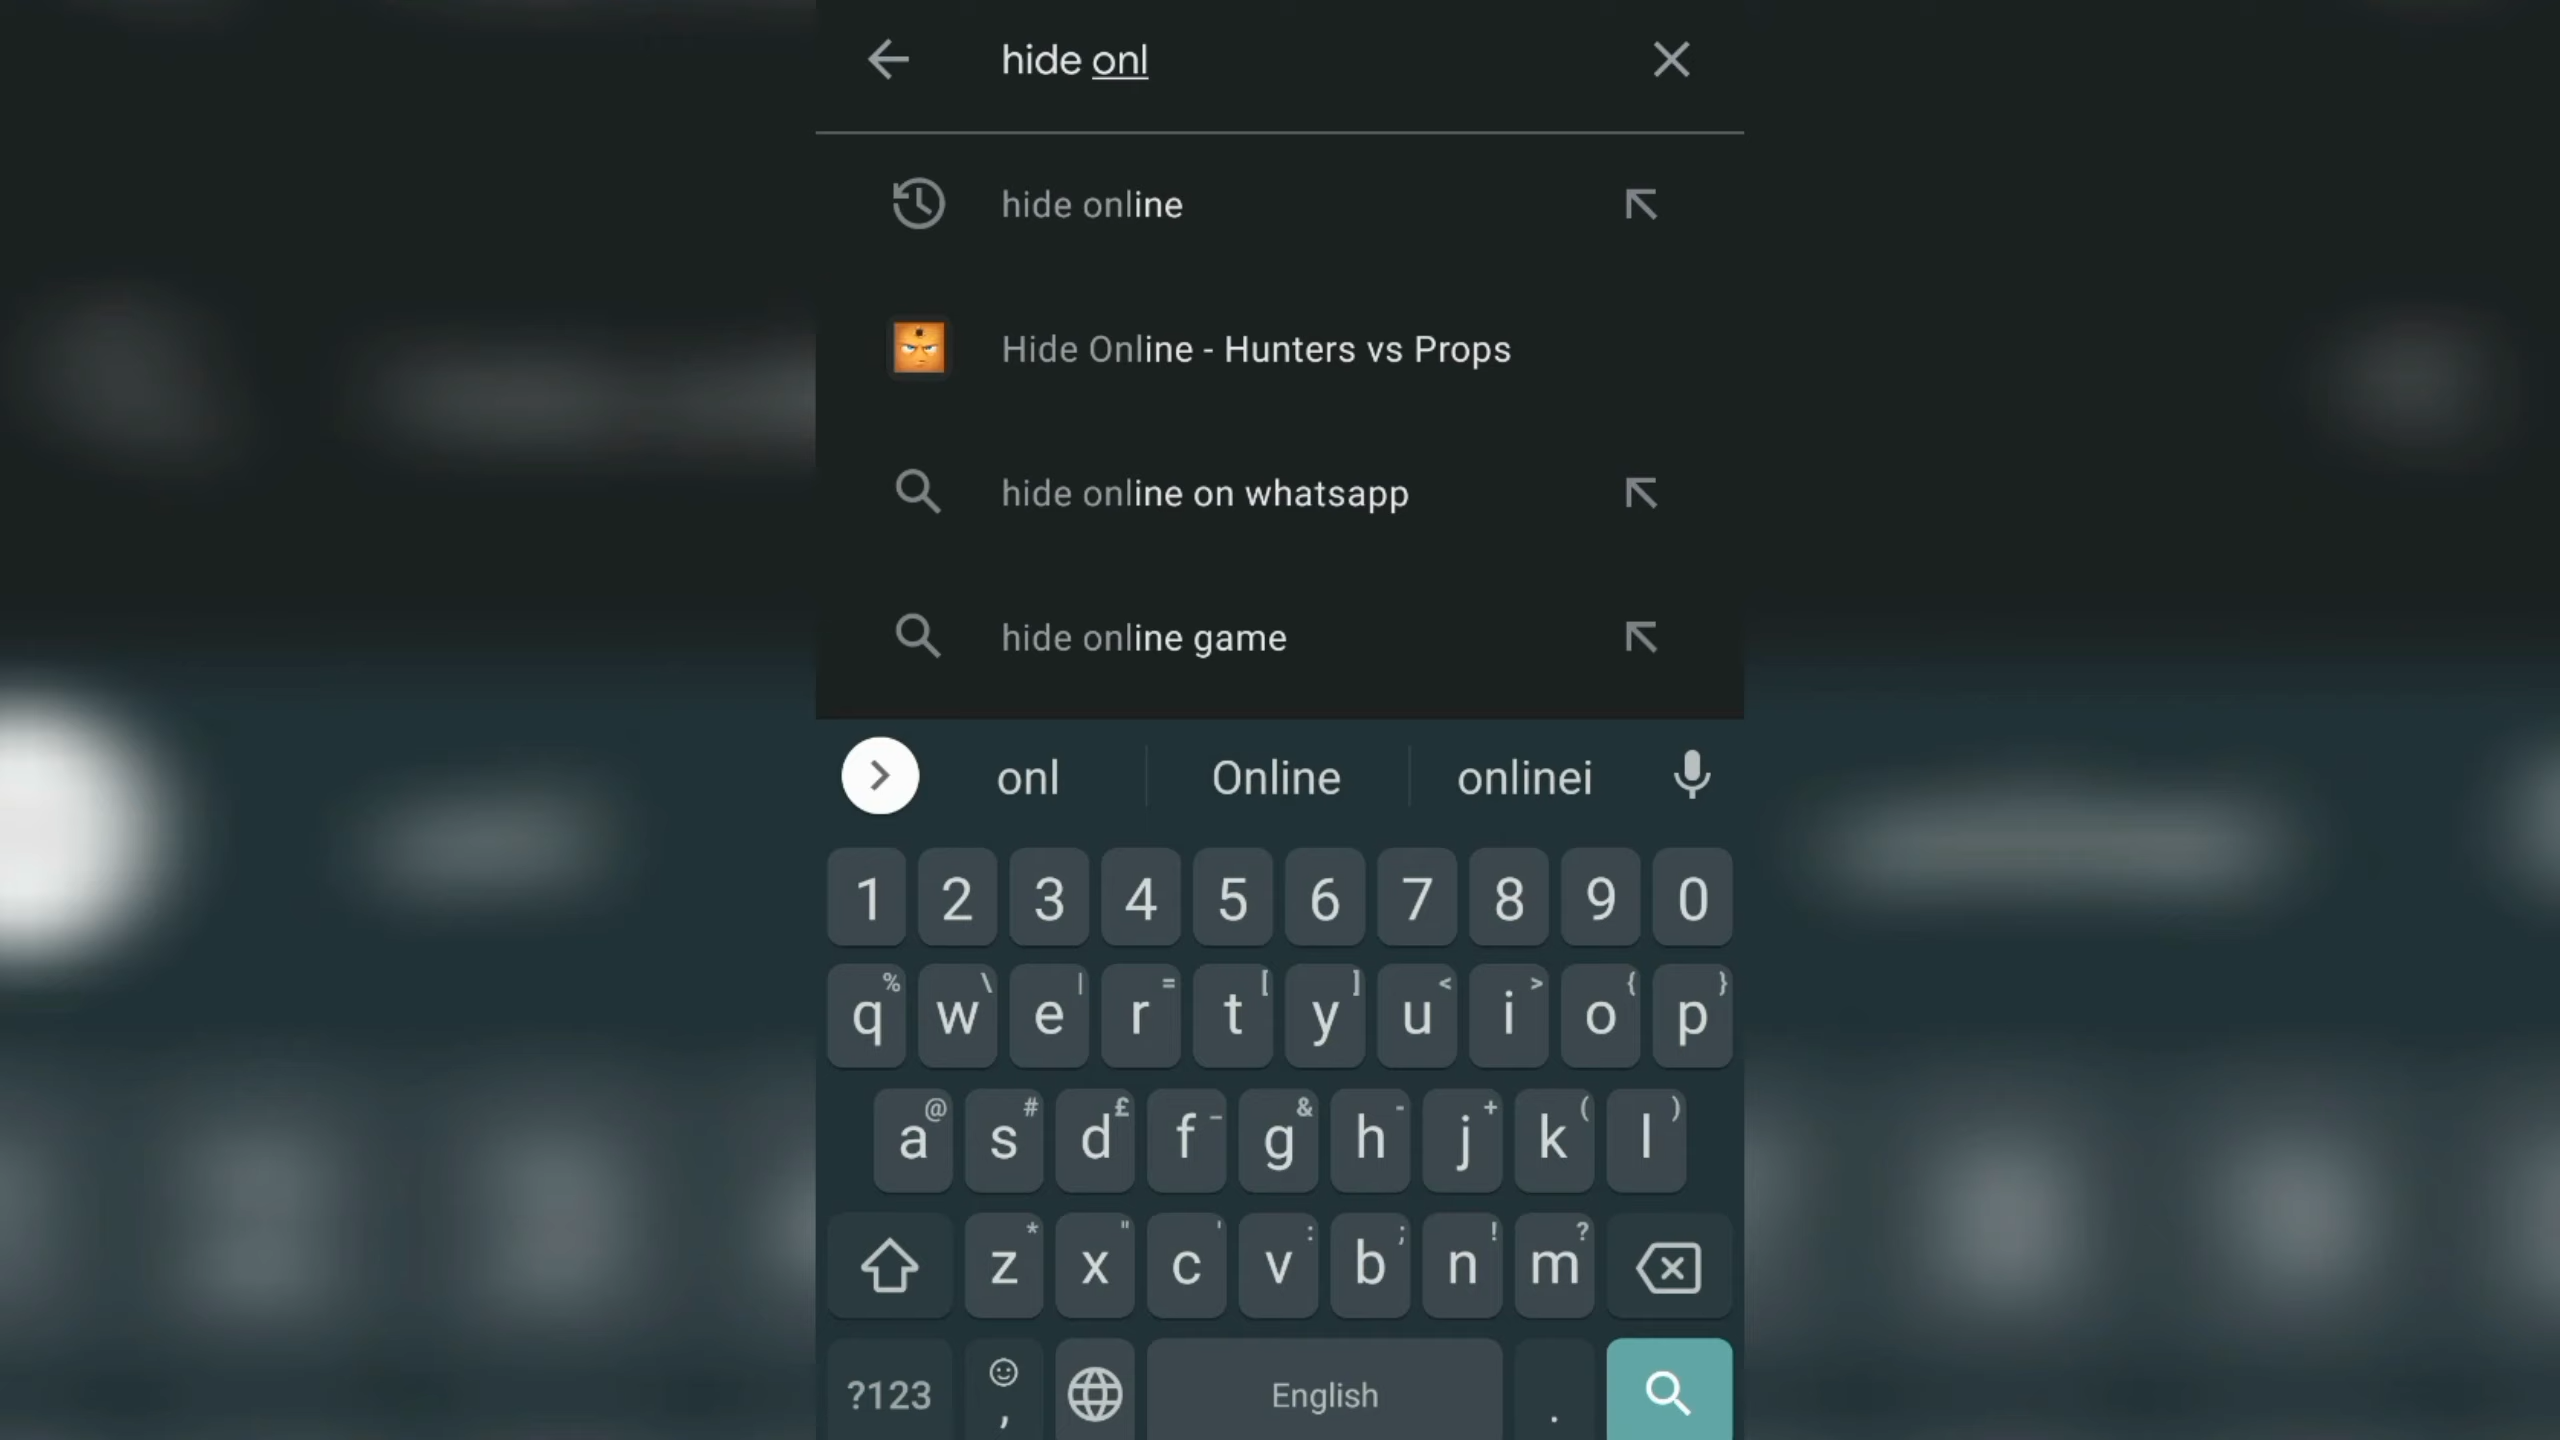 hide onl
hide online
Hide Online - Hunters vs Props
hide online on whatsapp
hide online game
onl Online onlinei
1 2 3 4 5 6 7 8 9 0
% \ | = [ ] < > { }
q w e r t y u i o p
@ # £ _ & - + ( )
a s d f g h j k l
* " ' : ; ! ?
z x c v b n m
?123 , English .